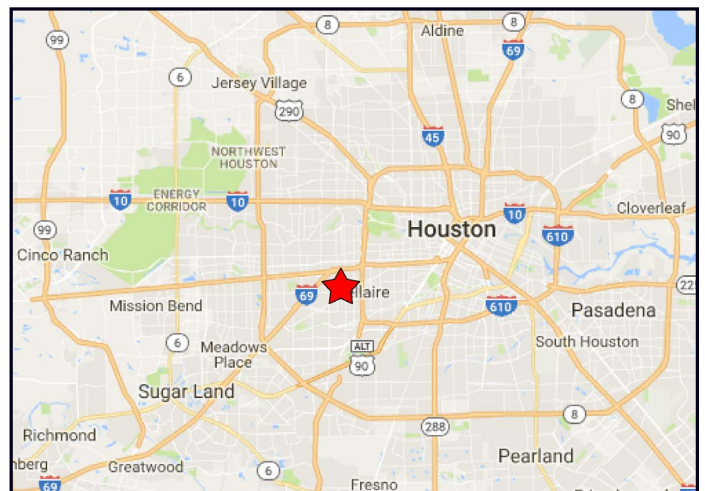 8
8
Aldine
99
69
6
Jersey Village
8
Shel
290
90
45
NORTHWEST
HOUSTON
ENERGY
CORRIDOR
10
10
10
Cloverleaf
Houston
99
610
Cinco Ranch
69
ellaire
610
225
Mission Bend
Pasadena
6
Meadows
Place
ALT
90
South Houston
Sugar Land
8
288
Richmond
Pearland
nberg
Greatwood
6
69
Fresno